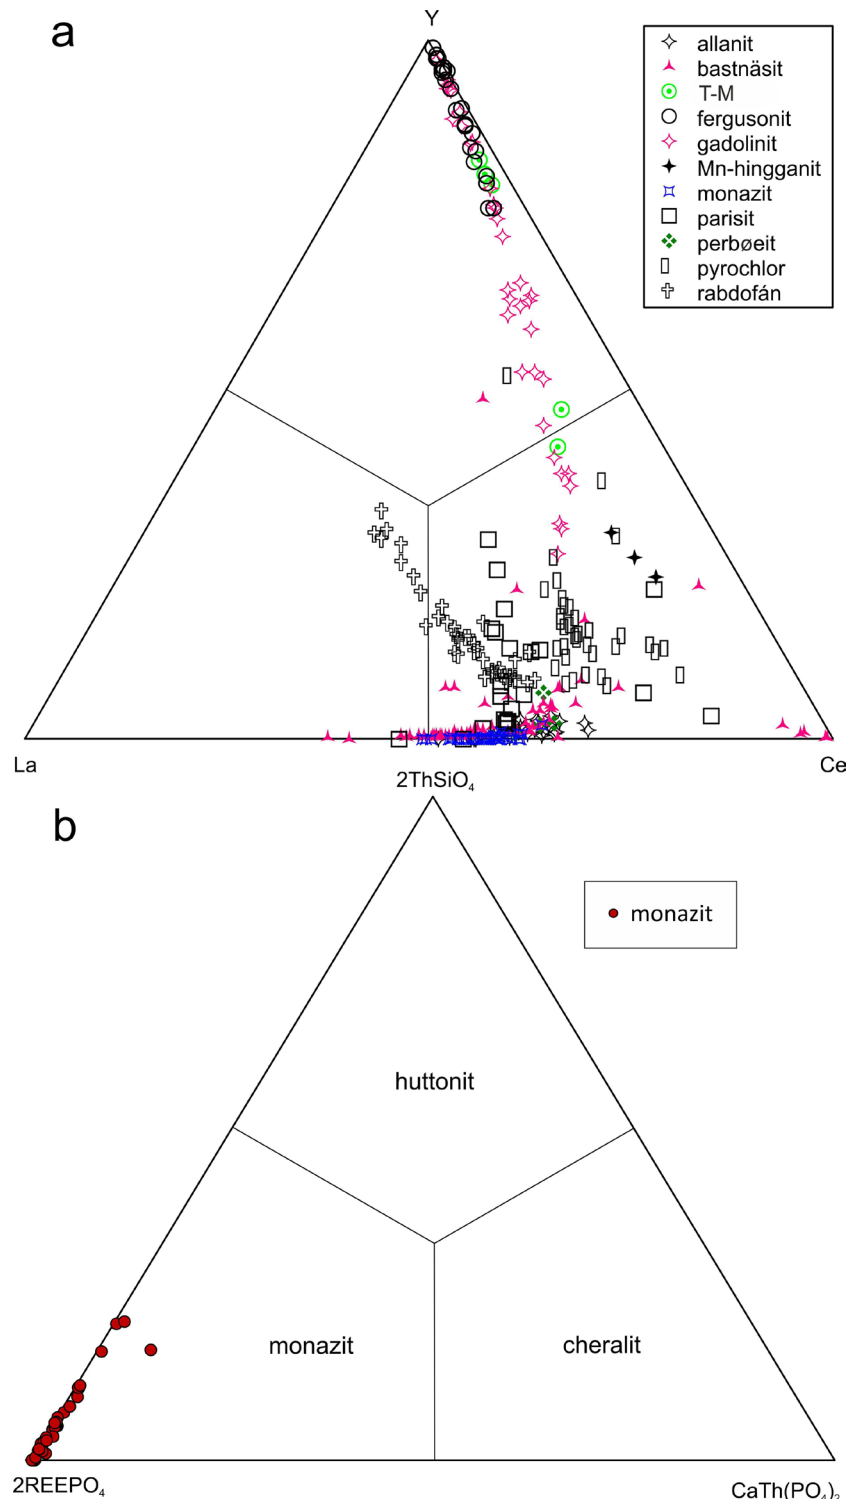 a
Y
allanit
bastnäsit
T-M
fergusonit
gadolinit
Mn-hingganit
monazit
parisit
perbøeit
pyrochlor
rabdofán
La
Ce
b
2ThSiO₄
monazit
huttonit
monazit
cheralit
2REEPO₄
CaTh(PO₄)₂